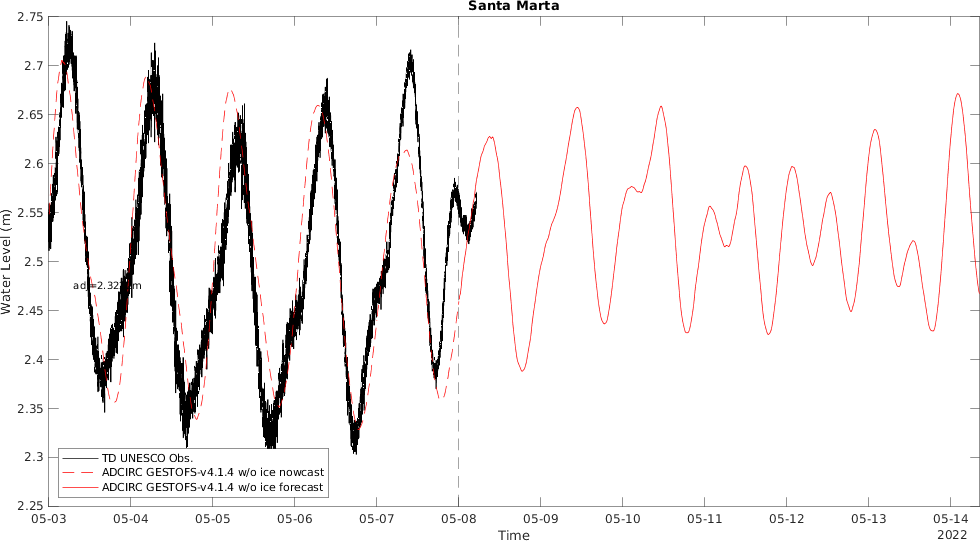 Santa Marta
2.75
2.7
2.65
2.6
2.55
2.5
2.45
2.4
2.35
2.3
2.25
Water Level (m)
TD UNESCO Obs.
ADCIRC GESTOFS-v4.1.4 w/o ice nowcast
ADCIRC GESTOFS-v4.1.4 w/o ice forecast
05-03 05-04 05-05 05-06 05-07 05-08 05-09 05-10 05-11 05-12 05-13 05-14
Time
2022